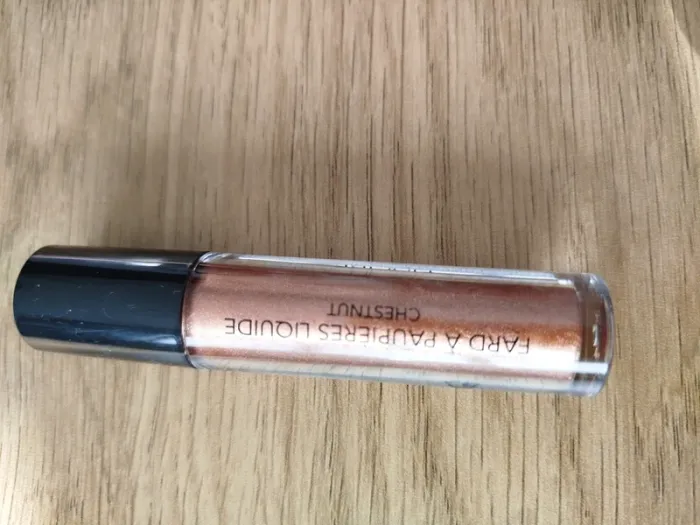 FARD À PAUPIÈRES LIQUIDE
CHESTNUT